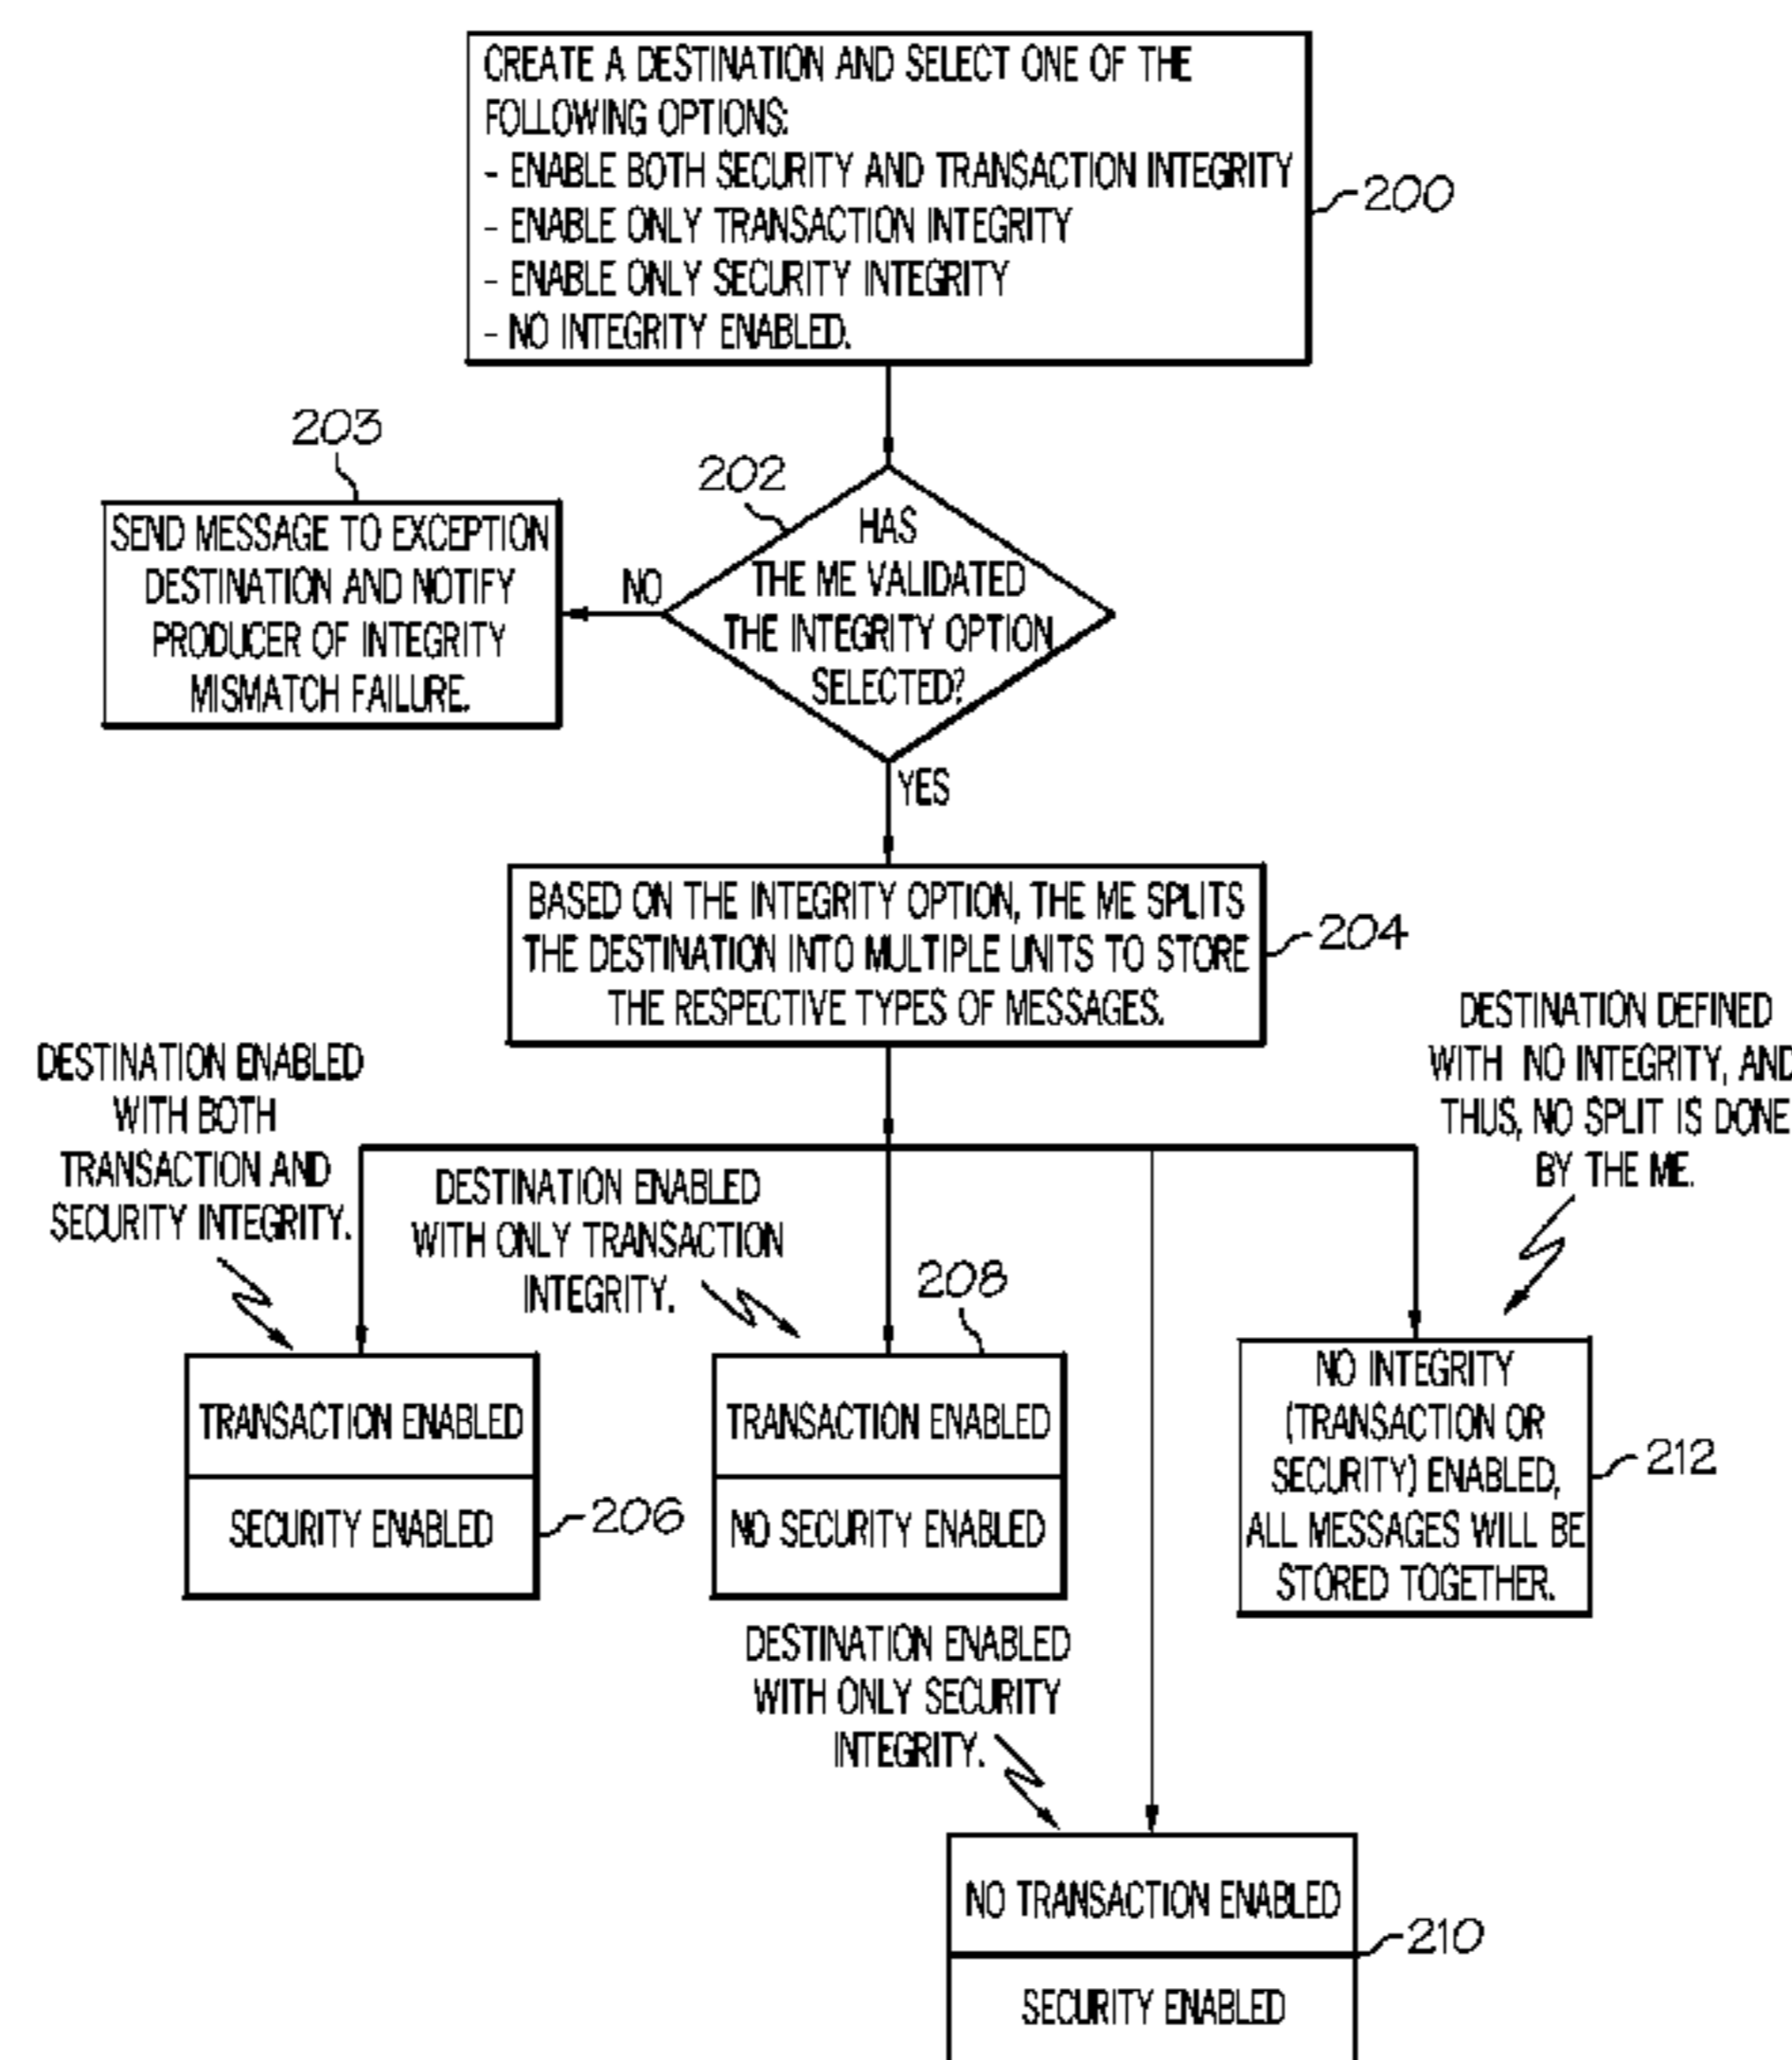 CREATE A DESTINATION AND SELECT ONE OF THE
FOLLOWING OPTIONS:
- ENABLE BOTH SECURITY AND TRANSACTION INTEGRITY
- ENABLE ONLY TRANSACTION INTEGRITY
- ENABLE ONLY SECURITY INTEGRITY
- NO INTEGRITY ENABLED.
200
203
SEND MESSAGE TO EXCEPTION
DESTINATION AND NOTIFY
PRODUCER OF INTEGRITY
MISMATCH FAILURE.
NO
202
HAS
THE ME VALIDATED
THE INTEGRITY OPTION
SELECTED?
YES
BASED ON THE INTEGRITY OPTION, THE ME SPLITS
THE DESTINATION INTO MULTIPLE UNITS TO STORE
THE RESPECTIVE TYPES OF MESSAGES.
204
DESTINATION ENABLED
WITH BOTH
TRANSACTION AND
SECURITY INTEGRITY.
DESTINATION ENABLED
WITH ONLY TRANSACTION
INTEGRITY.
DESTINATION DEFINED
WITH NO INTEGRITY, AND
THUS, NO SPLIT IS DONE
BY THE ME.
TRANSACTION ENABLED
SECURITY ENABLED
206
208
TRANSACTION ENABLED
NO SECURITY ENABLED
NO INTEGRITY
(TRANSACTION OR
SECURITY) ENABLED,
ALL MESSAGES WILL BE
STORED TOGETHER.
212
DESTINATION ENABLED
WITH ONLY SECURITY
INTEGRITY.
NO TRANSACTION ENABLED
SECURITY ENABLED
210